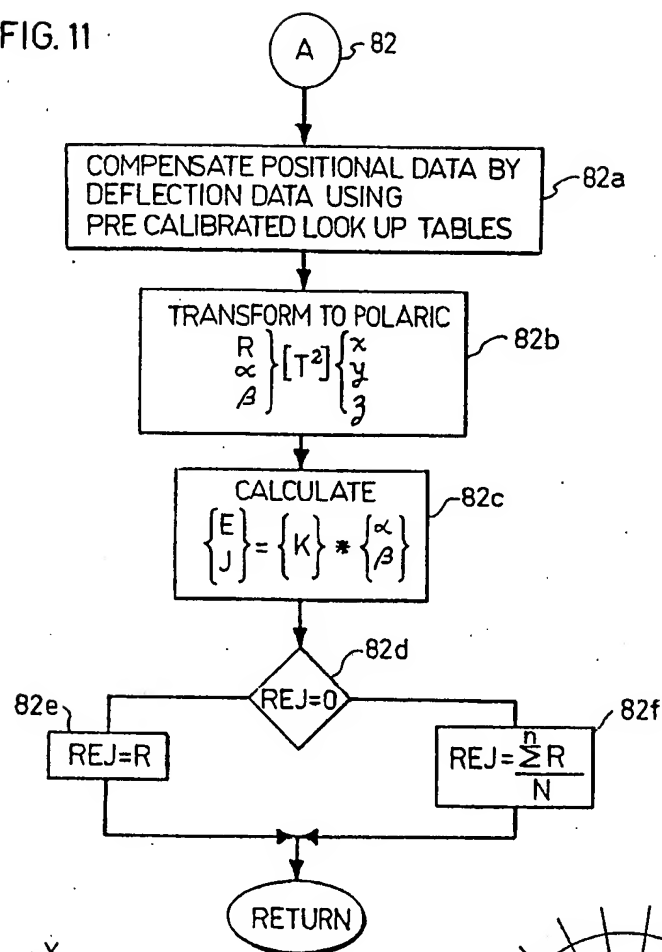 FIG. 11
A
82
COMPENSATE POSITIONAL DATA BY
DEFLECTION DATA USING
PRE CALIBRATED LOOK UP TABLES
82a
TRANSFORM TO POLARIC
R
α
β
} [T²] {
x
y
z
82b
CALCULATE
{E J} = {K} * {α β}
82c
REJ=0
82d
REJ=R
82e
REJ= n Σ R / N
82f
RETURN
X